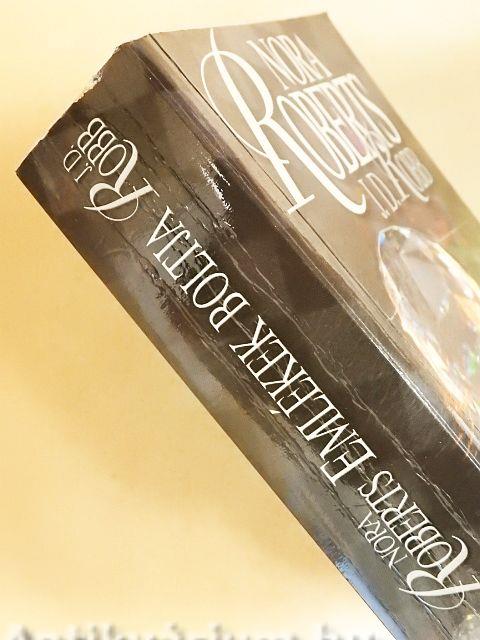 NORA
ROBERTS
J.D. ROBB
NORA
ROBERTS
EMLÉKEK BOLTJA
J.D.
ROBB